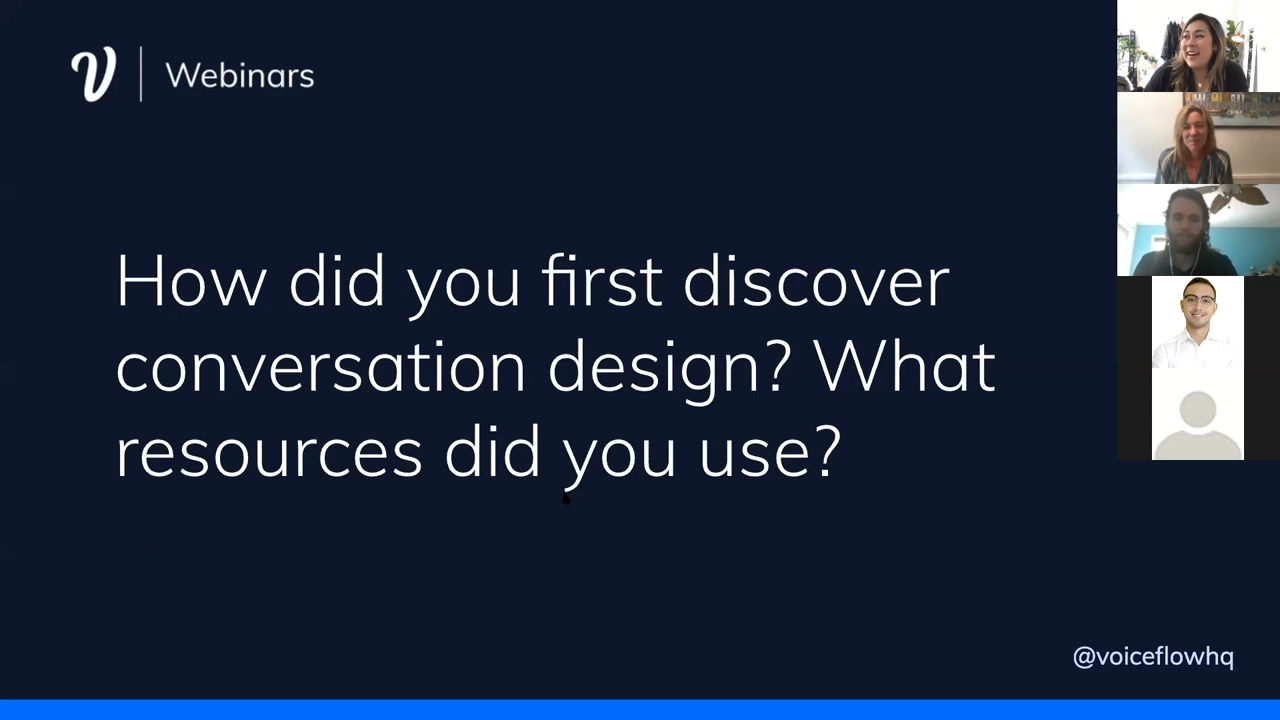 V | Webinars
How did you first discover
conversation design? What
resources did you use?
@voiceflowhq